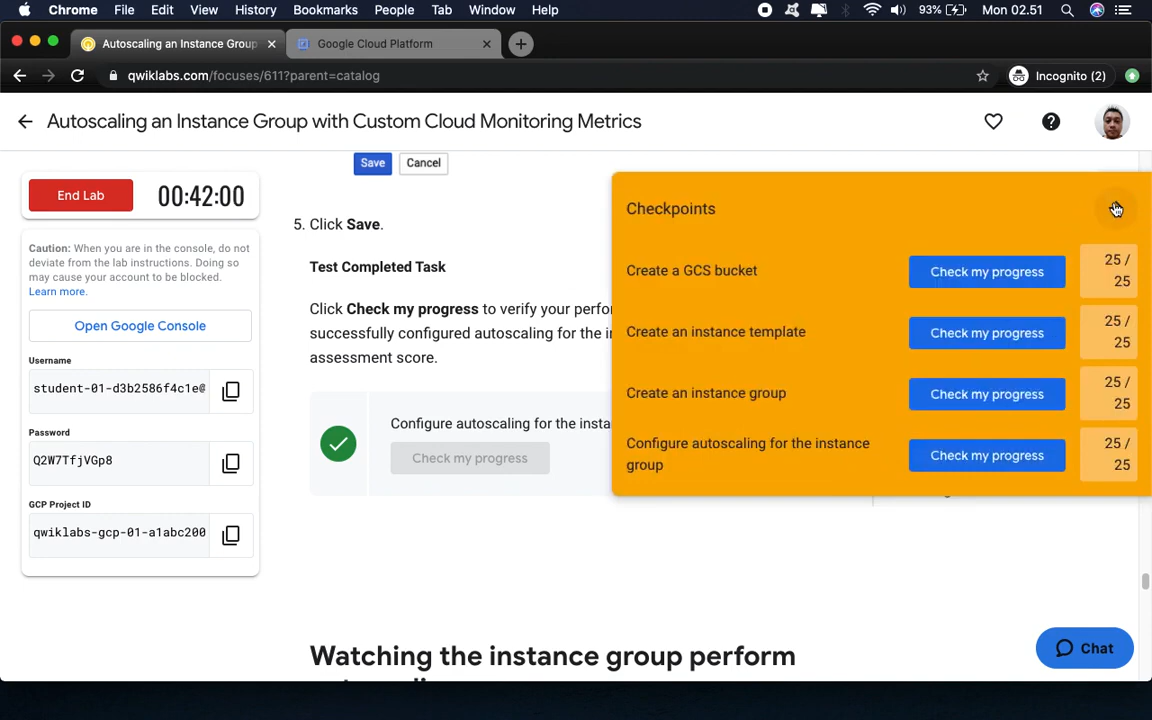 Chrome File Edit View History Bookmarks People Tab Window Help 93% Mon 02.51
Autoscaling an Instance Group
Google Cloud Platform
qwiklabs.com/focuses/611?parent=catalog
Incognito (2)
Autoscaling an Instance Group with Custom Cloud Monitoring Metrics
End Lab 00:42:00
Caution: When you are in the console, do not
deviate from the lab instructions. Doing so
may cause your account to be blocked.
Learn more.
Open Google Console
Username
student-01-d3b2586f4c1e@
Password
Q2W7TfjVGp8
GCP Project ID
qwiklabs-gcp-01-a1abc200
Save Cancel
5. Click Save.
Test Completed Task
Click Check my progress to verify your perfor
successfully configured autoscaling for the i
assessment score.
Configure autoscaling for the insta
Check my progress
Checkpoints
Create a GCS bucket Check my progress 25 /
25
Create an instance template Check my progress 25 /
25
Create an instance group Check my progress 25 /
25
Configure autoscaling for the instance
group Check my progress 25 /
25
Watching the instance group perform
Chat